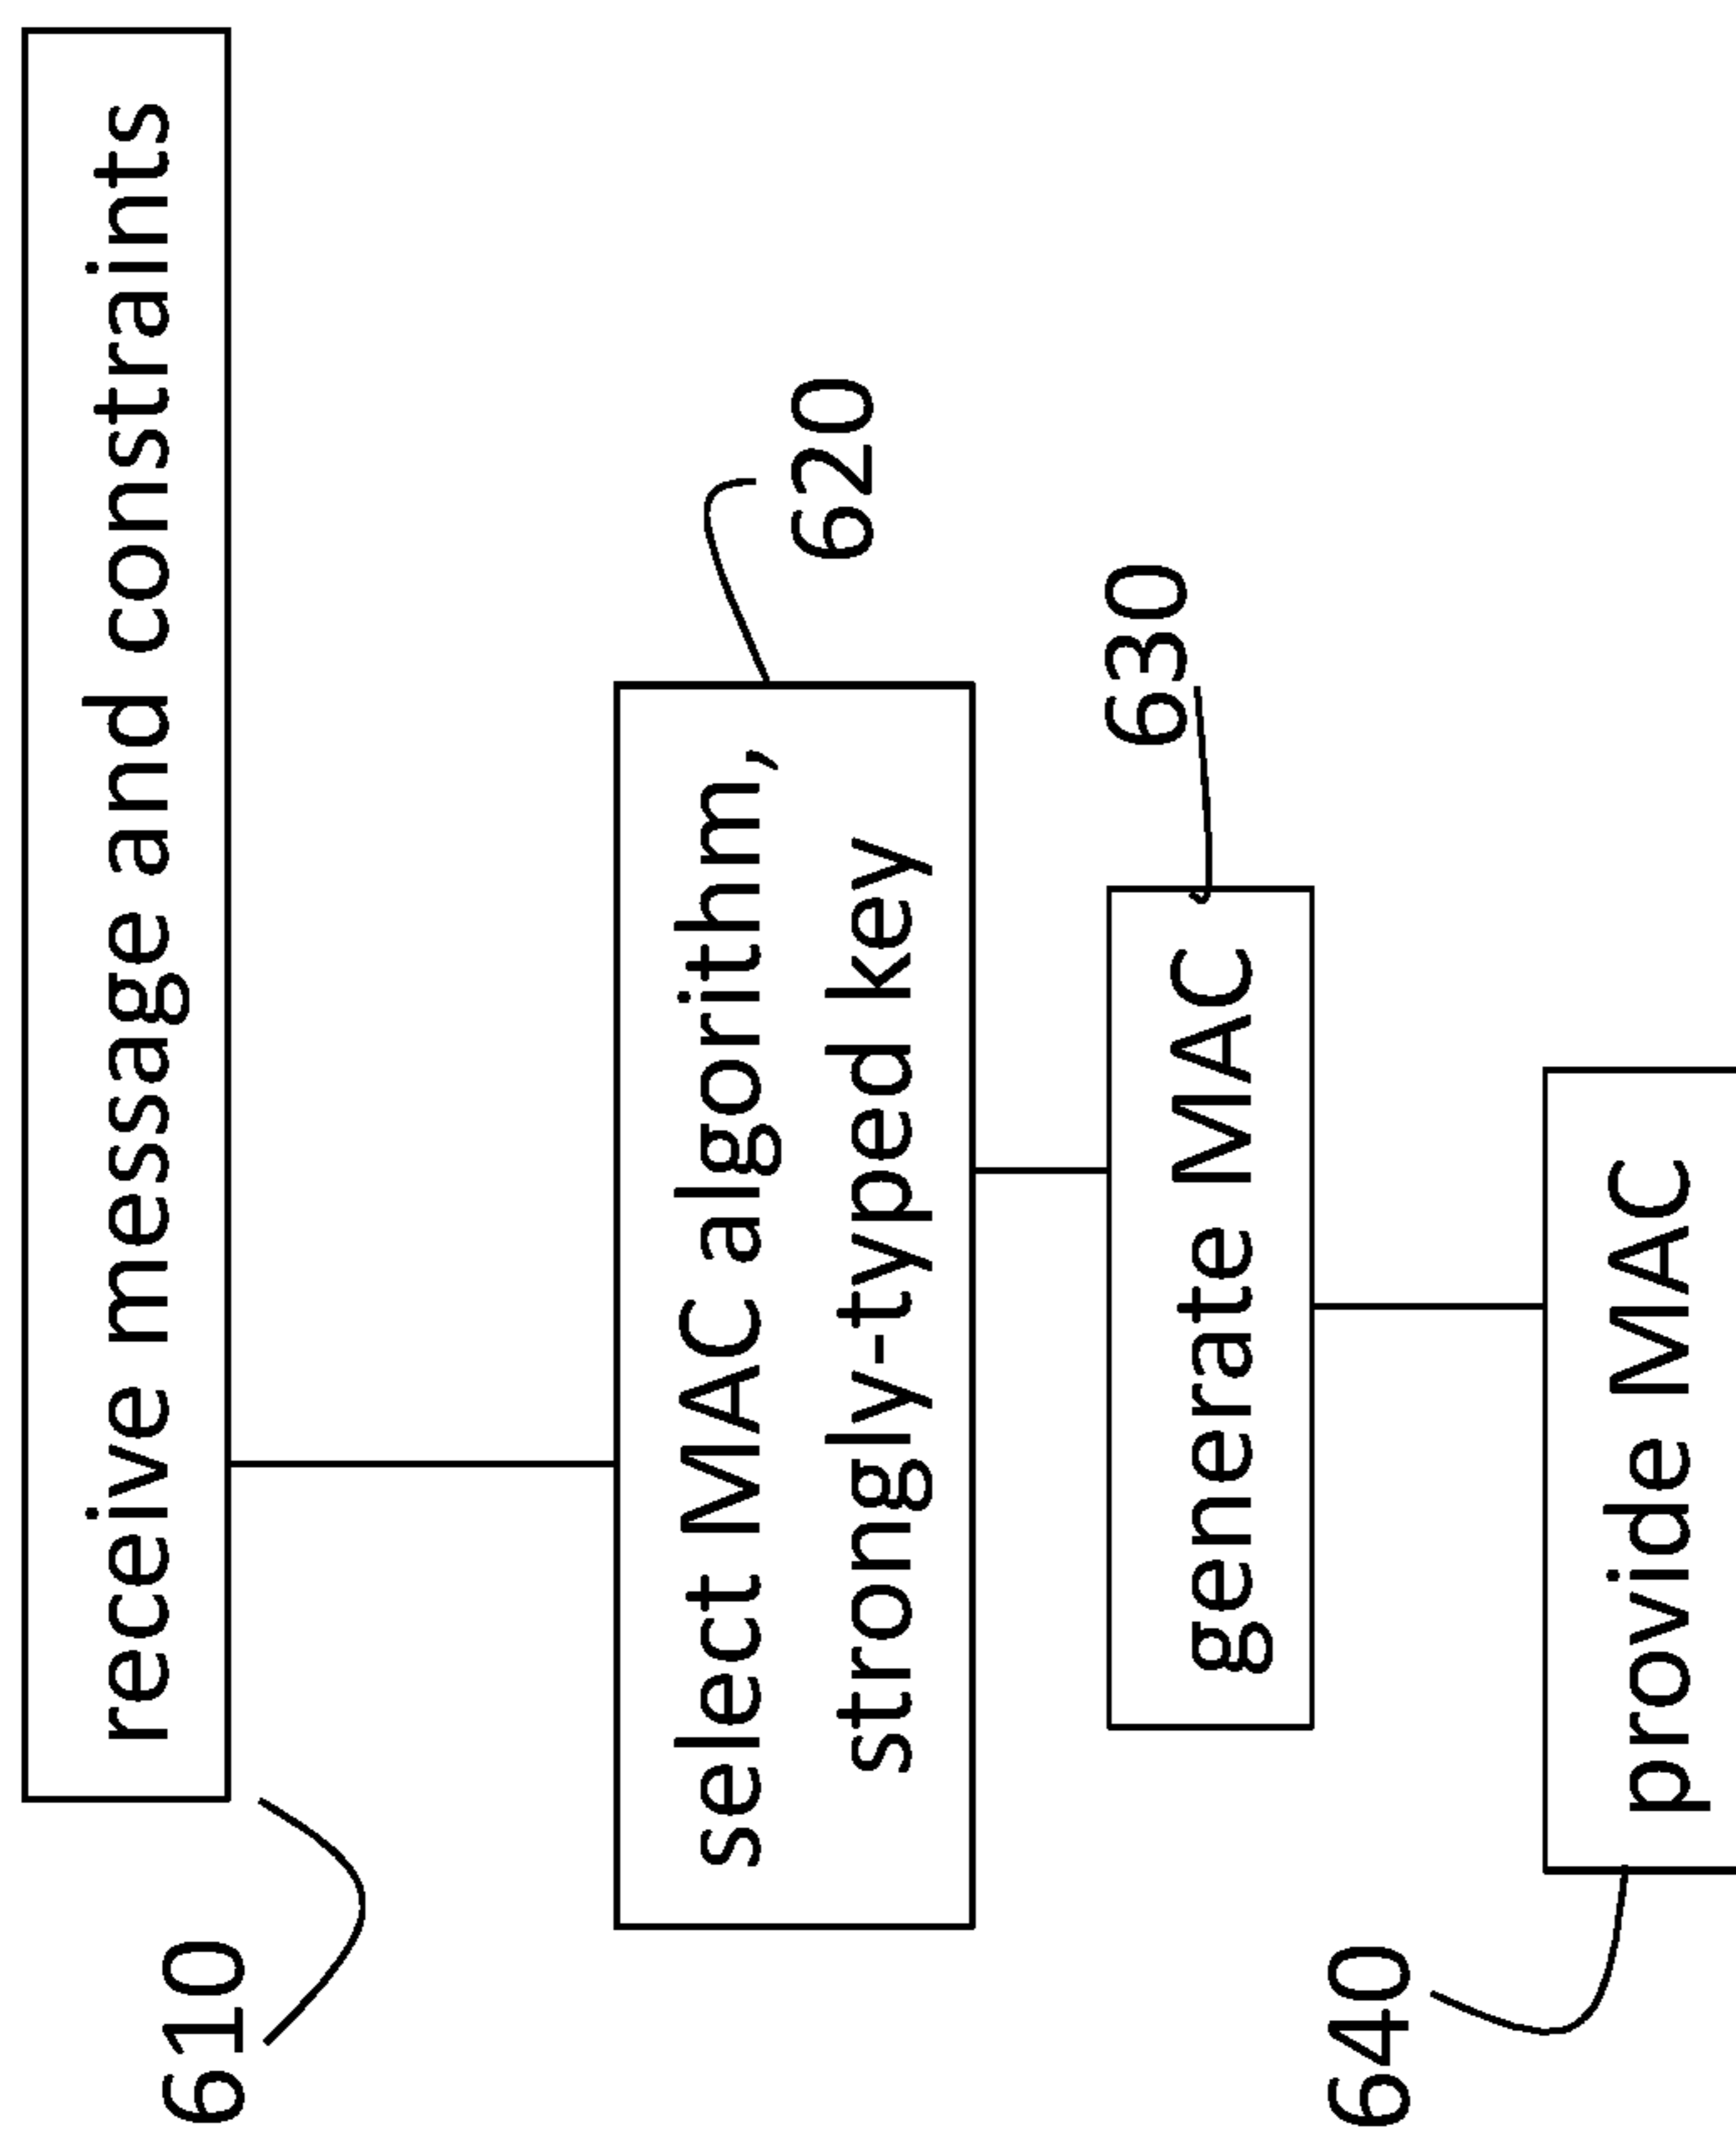 receive message and constraints
610
select MAC algorithm,
strongly-typed key
620
generate MAC
630
provide MAC
640